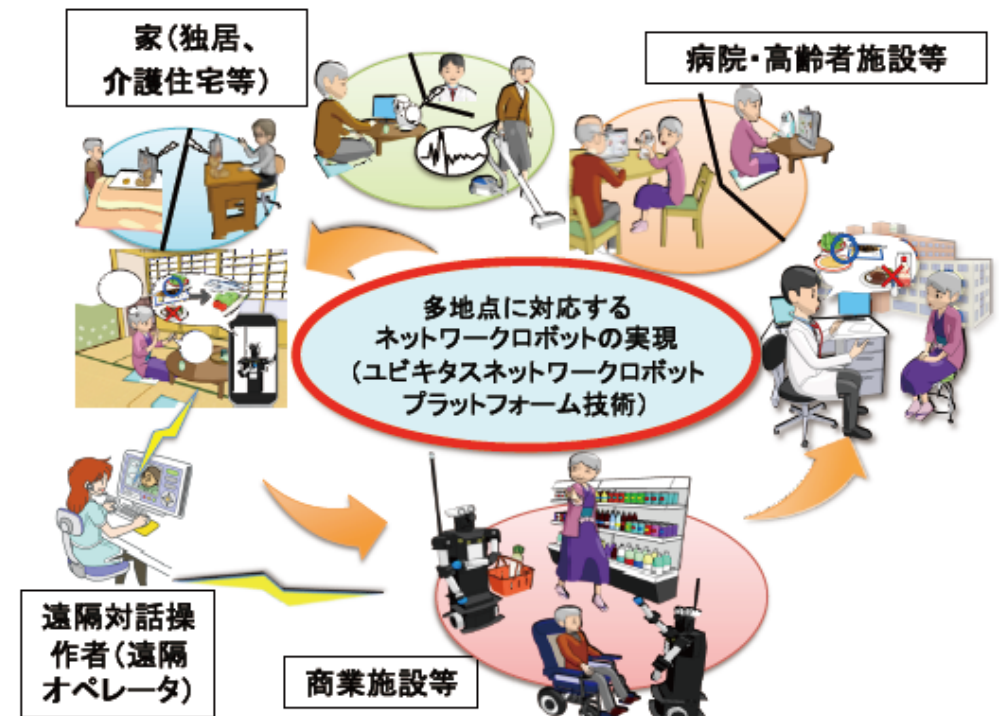 家(独居、
介護住宅等)
病院・高齢者施設等
多地点に対応する
ネットワークロボットの実現
(ユビキタスネットワークロボット
プラットフォーム技術)
遠隔対話操
作者(遠隔
オペレータ)
商業施設等